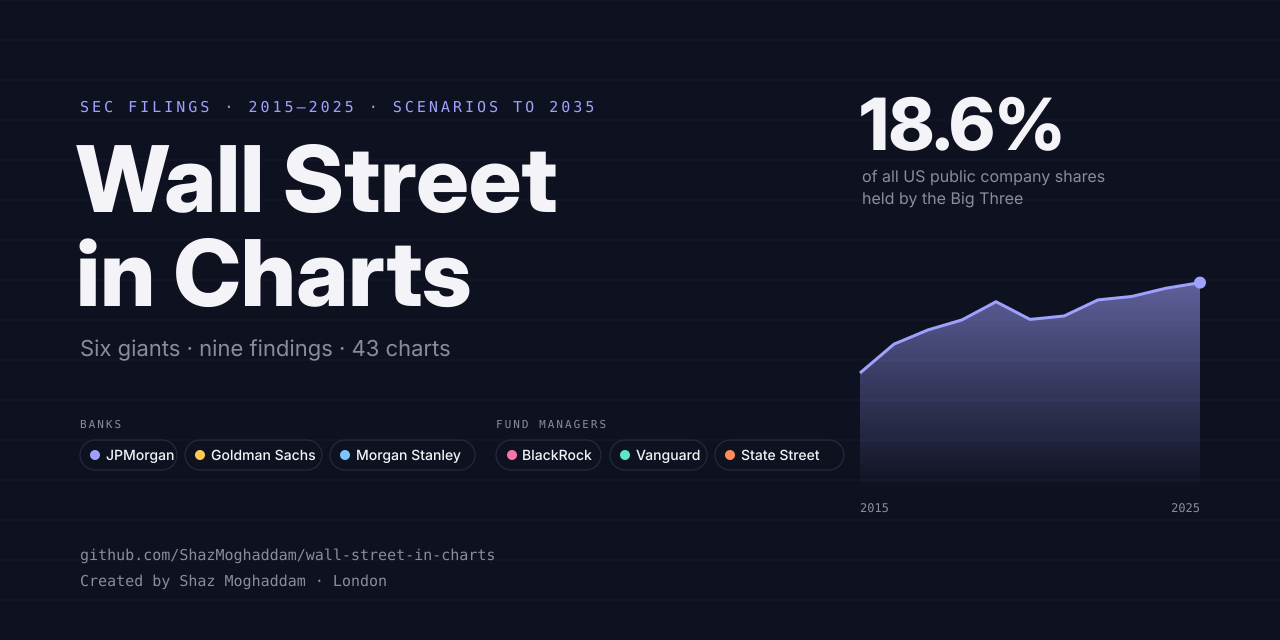 SEC FILINGS · 2015–2025 · SCENARIOS TO 2035
Wall Street
in Charts
Six giants · nine findings · 43 charts
BANKS
JPMorgan
Goldman Sachs
Morgan Stanley
FUND MANAGERS
BlackRock
Vanguard
State Street
github.com/ShazMoghaddam/wall-street-in-charts
Created by Shaz Moghaddam · London
18.6%
of all US public company shares
held by the Big Three
2015
2025